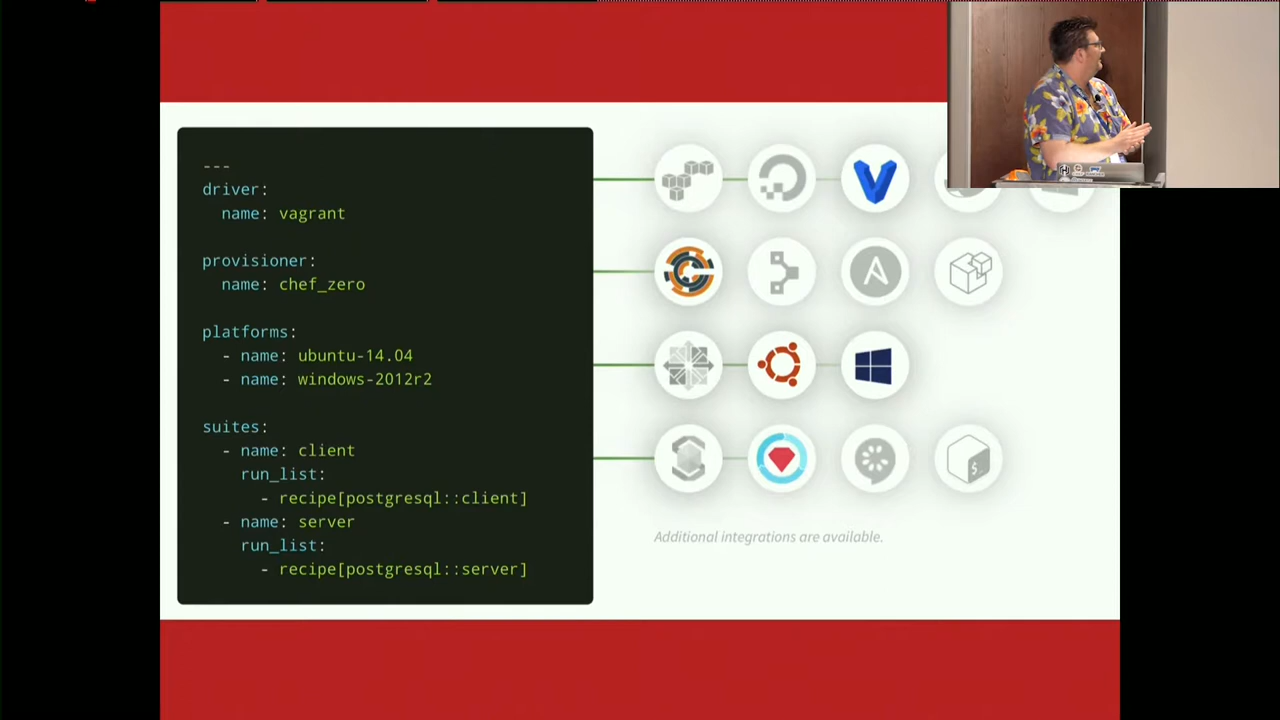 ---
driver:
  name: vagrant
provisioner:
  name: chef_zero
platforms:
  - name: ubuntu-14.04
  - name: windows-2012r2
suites:
  - name: client
    run_list:
      - recipe[postgresql::client]
  - name: server
    run_list:
      - recipe[postgresql::server]
$_
Additional integrations are available.